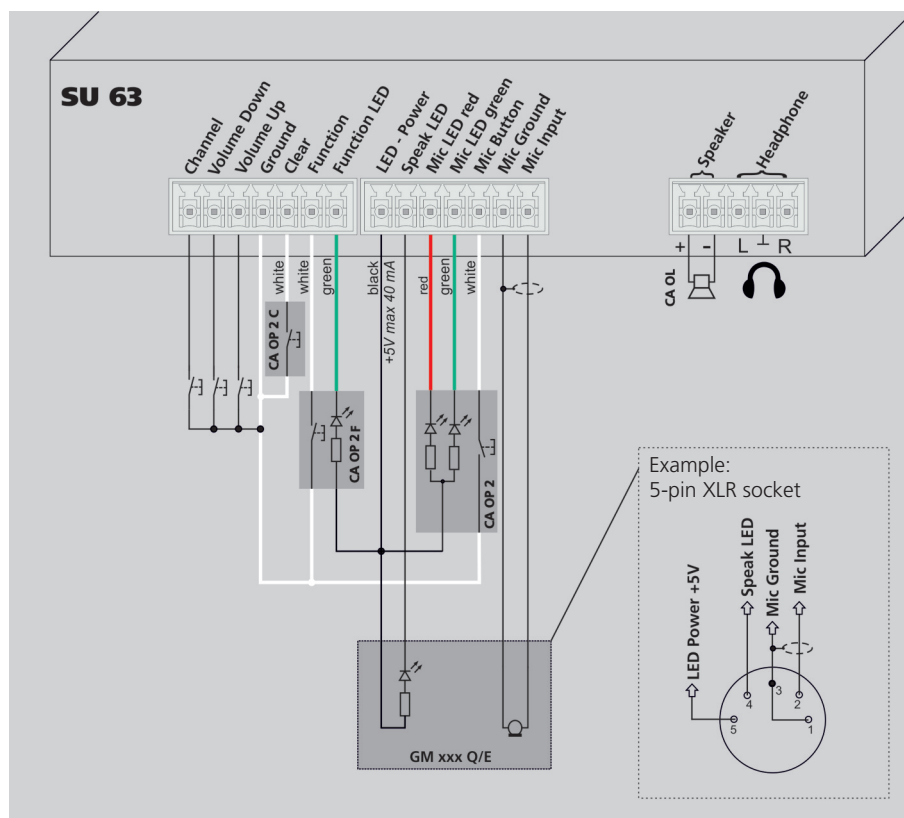 SU 63
Channel
Volume Down
Volume Up
Ground
Clear
Function
Function LED
LED - Power
Speak LED
Mic LED red
Mic LED green
Mic Button
Mic Ground
Mic Input
Speaker
Headphone
+ - L R
white
white
green
black
+5V max 40 mA
red
green
white
CA OL
CA OP 2 C
CA OP 2 F
CA OP 2
GM xxx Q/E
Example:
5-pin XLR socket
LED Power +5V
Speak LED
Mic Ground
Mic Input
3
4
2
5
1